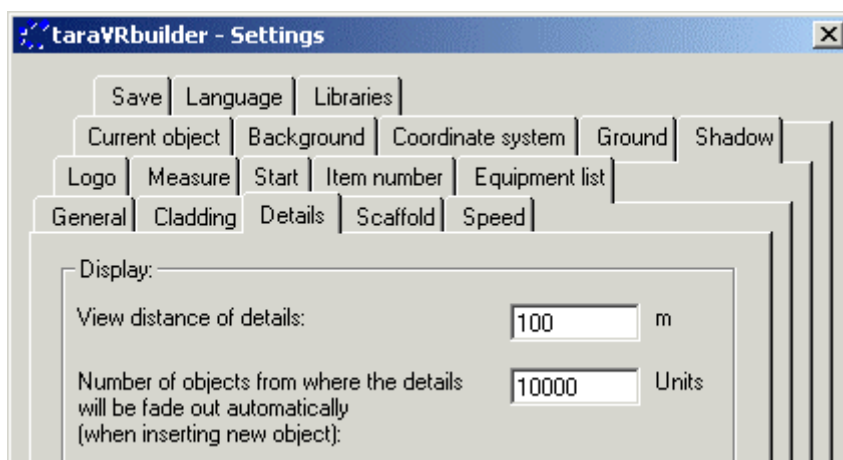 taraVRbuilder - Settings
Save Language Libraries
Current object Background Coordinate system Ground Shadow
Logo Measure Start Item number Equipment list
General Cladding Details Scaffold Speed
Display:
View distance of details: 100 m
Number of objects from where the details 10000 Units
will be fade out automatically
(when inserting new object):